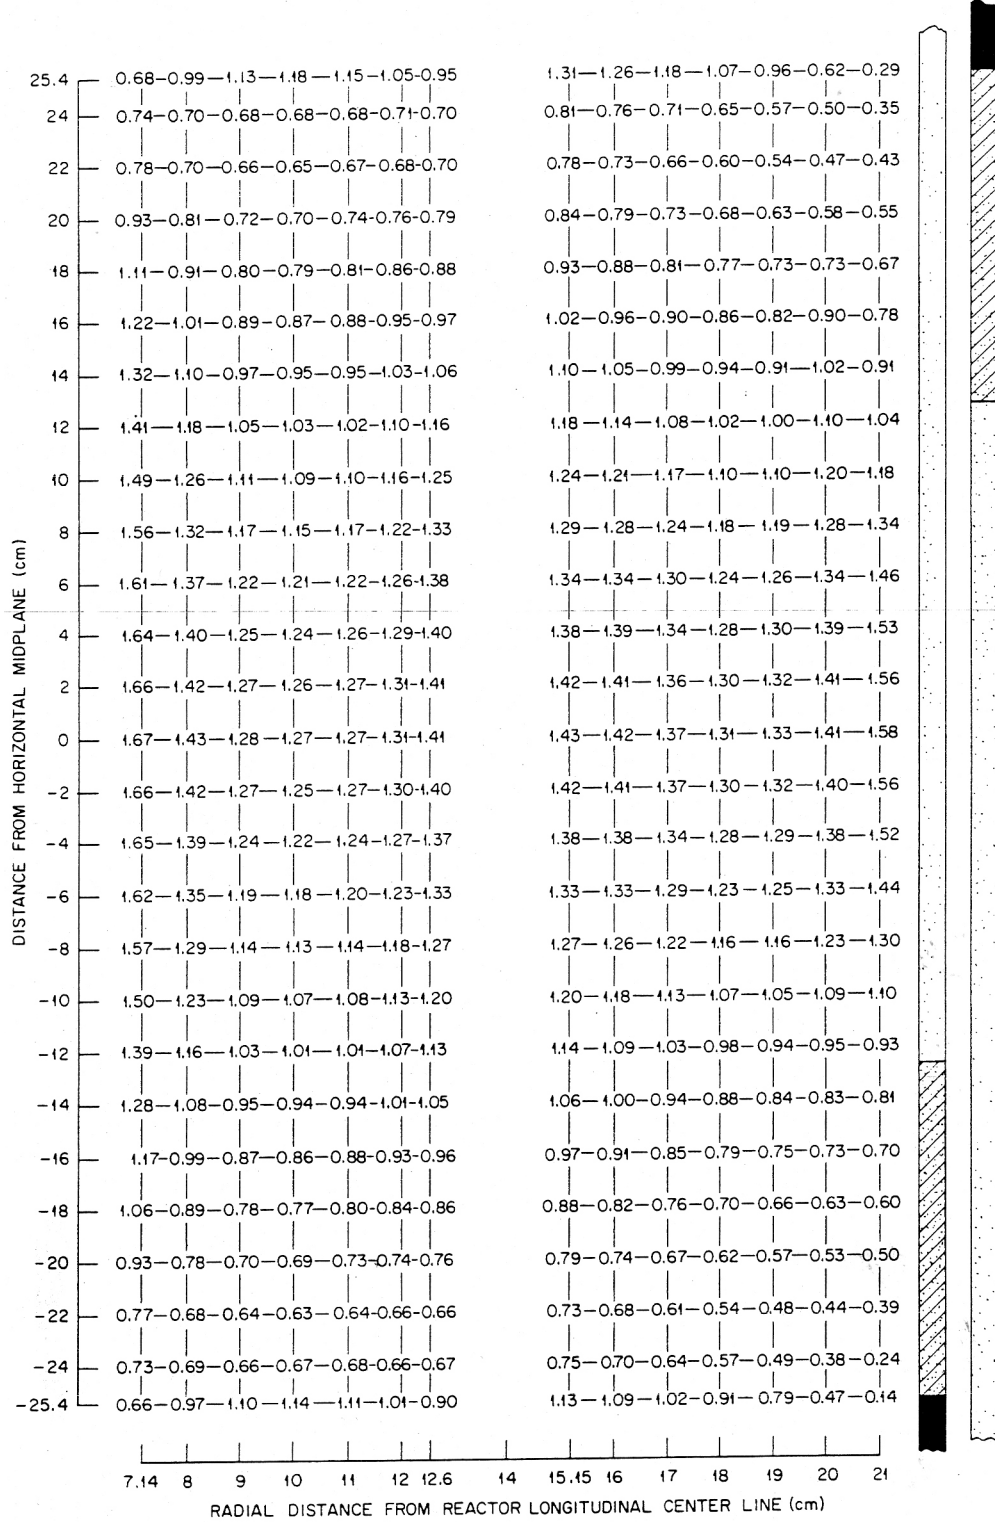 25.4 0.68–0.99–1.13–1.18–1.15–1.05–0.95 1.31–1.26–1.18–1.07–0.96–0.62–0.29
24 0.74–0.70–0.68–0.68–0.68–0.71–0.70 0.81–0.76–0.71–0.65–0.57–0.50–0.35
22 0.78–0.70–0.66–0.65–0.67–0.68–0.70 0.78–0.73–0.66–0.60–0.54–0.47–0.43
20 0.93–0.81–0.72–0.70–0.74–0.76–0.79 0.84–0.79–0.73–0.68–0.63–0.58–0.55
18 1.11–0.91–0.80–0.79–0.81–0.86–0.88 0.93–0.88–0.81–0.77–0.73–0.73–0.67
16 1.22–1.01–0.89–0.87–0.88–0.95–0.97 1.02–0.96–0.90–0.86–0.82–0.90–0.78
14 1.32–1.10–0.97–0.95–0.95–1.03–1.06 1.10–1.05–0.99–0.94–0.91–1.02–0.91
12 1.41–1.18–1.05–1.03–1.02–1.10–1.16 1.18–1.14–1.08–1.02–1.00–1.10–1.04
10 1.49–1.26–1.11–1.09–1.10–1.16–1.25 1.24–1.21–1.17–1.10–1.10–1.20–1.18
8 1.56–1.32–1.17–1.15–1.17–1.22–1.33 1.29–1.28–1.24–1.18–1.19–1.28–1.34
6 1.61–1.37–1.22–1.21–1.22–1.26–1.38 1.34–1.34–1.30–1.24–1.26–1.34–1.46
4 1.64–1.40–1.25–1.24–1.26–1.29–1.40 1.38–1.39–1.34–1.28–1.30–1.39–1.53
2 1.66–1.42–1.27–1.26–1.27–1.31–1.41 1.42–1.41–1.36–1.30–1.32–1.41–1.56
0 1.67–1.43–1.28–1.27–1.27–1.31–1.41 1.43–1.42–1.37–1.31–1.33–1.41–1.58
-2 1.66–1.42–1.27–1.25–1.27–1.30–1.40 1.42–1.41–1.37–1.30–1.32–1.40–1.56
-4 1.65–1.39–1.24–1.22–1.24–1.27–1.37 1.38–1.38–1.34–1.28–1.29–1.38–1.52
-6 1.62–1.35–1.19–1.18–1.20–1.23–1.33 1.33–1.33–1.29–1.23–1.25–1.33–1.44
-8 1.57–1.29–1.14–1.13–1.14–1.18–1.27 1.27–1.26–1.22–1.16–1.16–1.23–1.30
-10 1.50–1.23–1.09–1.07–1.08–1.13–1.20 1.20–1.18–1.13–1.07–1.05–1.09–1.10
-12 1.39–1.16–1.03–1.01–1.01–1.07–1.13 1.14–1.09–1.03–0.98–0.94–0.95–0.93
-14 1.28–1.08–0.95–0.94–0.94–1.01–1.05 1.06–1.00–0.94–0.88–0.84–0.83–0.81
-16 1.17–0.99–0.87–0.86–0.88–0.93–0.96 0.97–0.91–0.85–0.79–0.75–0.73–0.70
-18 1.06–0.89–0.78–0.77–0.80–0.84–0.86 0.88–0.82–0.76–0.70–0.66–0.63–0.60
-20 0.93–0.78–0.70–0.69–0.73–0.74–0.76 0.79–0.74–0.67–0.62–0.57–0.53–0.50
-22 0.77–0.68–0.64–0.63–0.64–0.66–0.66 0.73–0.68–0.61–0.54–0.48–0.44–0.39
-24 0.73–0.69–0.66–0.67–0.68–0.66–0.67 0.75–0.70–0.64–0.57–0.49–0.38–0.24
-25.4 0.66–0.97–1.10–1.14–1.11–1.01–0.90 1.13–1.09–1.02–0.91–0.79–0.47–0.14
DISTANCE FROM HORIZONTAL MIDPLANE (cm)
7.14 8 9 10 11 12 12.6 14 15.15 16 17 18 19 20 21
RADIAL DISTANCE FROM REACTOR LONGITUDINAL CENTER LINE (cm)